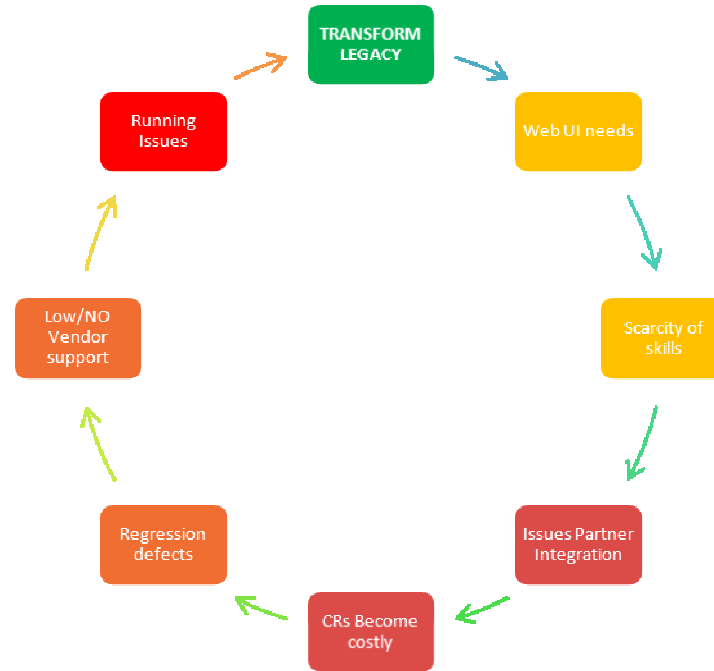 TRANSFORM
LEGACY
Web UI needs
Scarcity of
skills
Issues Partner
Integration
CRs Become
costly
Regression
defects
Low/NO
Vendor
support
Running
Issues